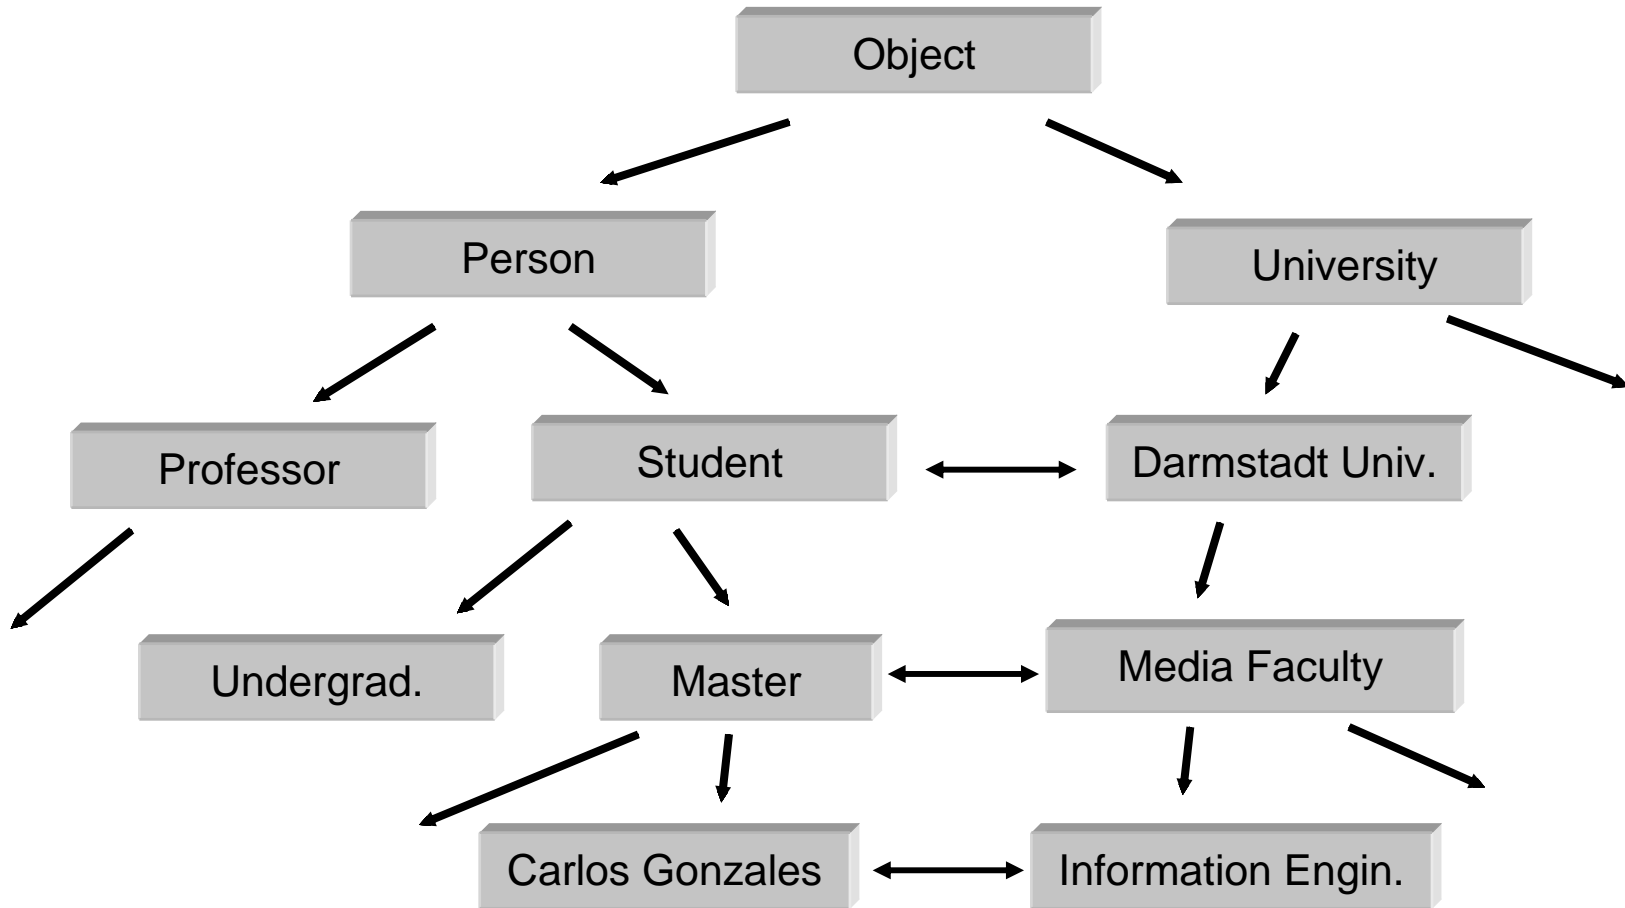 Object
Person
University
Professor
Student
Darmstadt Univ.
Undergrad.
Master
Media Faculty
Carlos Gonzales
Information Engin.